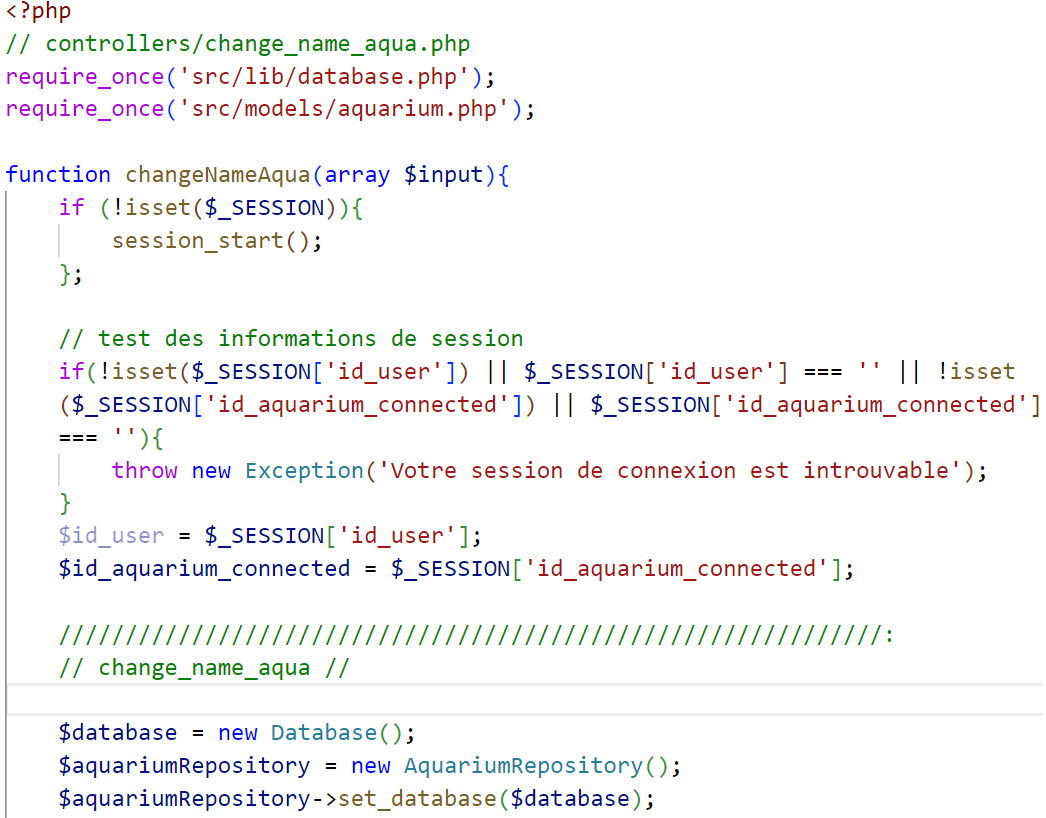 <?php
// controllers/change_name_aqua.php
require_once('src/lib/database.php');
require_once('src/models/aquarium.php');

function changeNameAqua(array $input){
    if (!isset($_SESSION)){
        session_start();
    };

    // test des informations de session
    if(!isset($_SESSION['id_user']) || $_SESSION['id_user'] === '' || !isset
    ($_SESSION['id_aquarium_connected']) || $_SESSION['id_aquarium_connected']
    === ''){
        throw new Exception('Votre session de connexion est introuvable');
    }
    $id_user = $_SESSION['id_user'];
    $id_aquarium_connected = $_SESSION['id_aquarium_connected'];

    //////////////////////////////////////////////////////////////:
    // change_name_aqua //

    $database = new Database();
    $aquariumRepository = new AquariumRepository();
    $aquariumRepository->set_database($database);